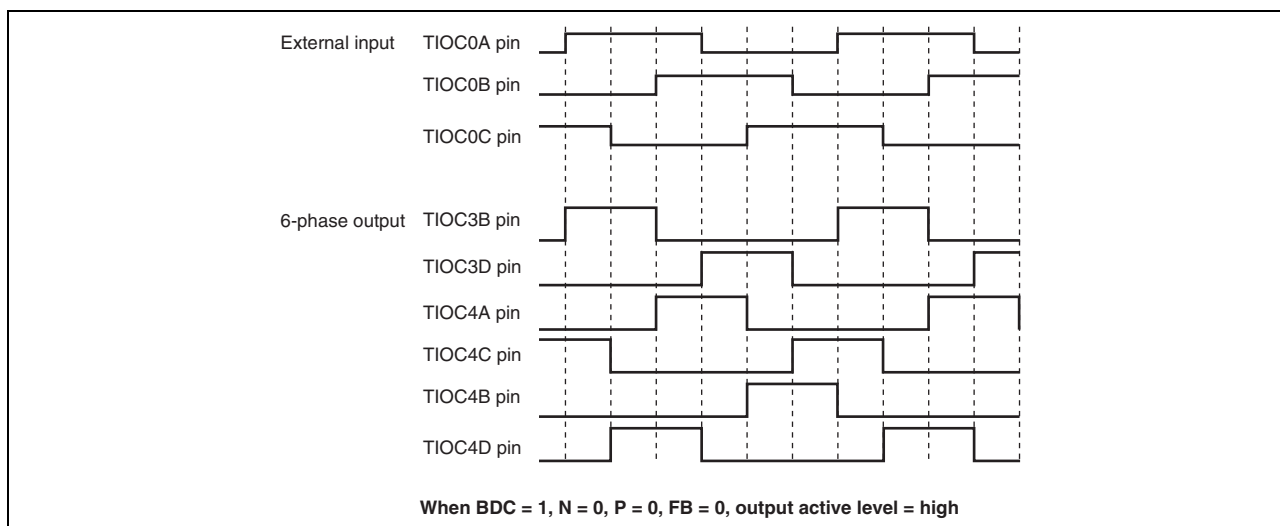 External input TIOC0A pin
TIOC0B pin
TIOC0C pin
6-phase output TIOC3B pin
TIOC3D pin
TIOC4A pin
TIOC4C pin
TIOC4B pin
TIOC4D pin
When BDC = 1, N = 0, P = 0, FB = 0, output active level = high